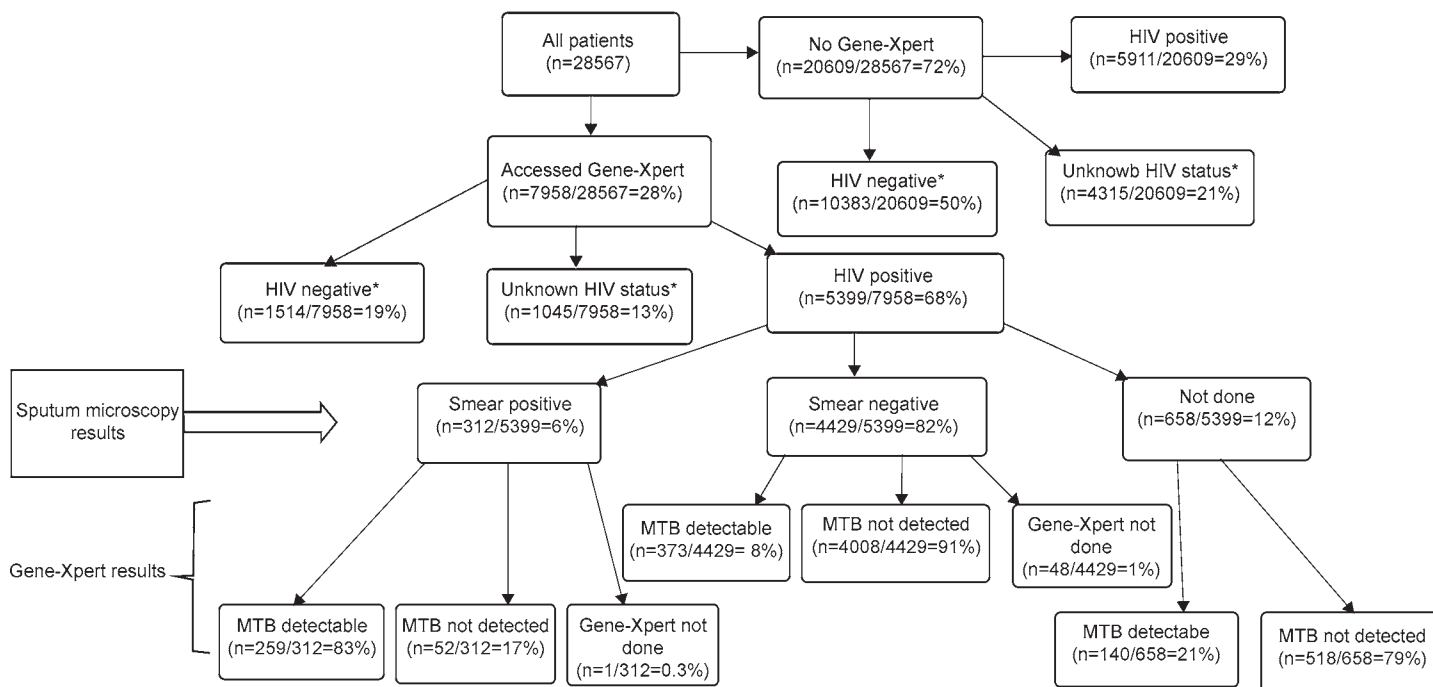 All patients
(n=28567)
No Gene-Xpert
(n=20609/28567=72%)
HIV positive
(n=5911/20609=29%)
Accessed Gene-Xpert
(n=7958/28567=28%)
HIV negative*
(n=10383/20609=50%)
Unknowb HIV status*
(n=4315/20609=21%)
HIV negative*
(n=1514/7958=19%)
Unknown HIV status*
(n=1045/7958=13%)
HIV positive
(n=5399/7958=68%)
Sputum microscopy
results
Smear positive
(n=312/5399=6%)
Smear negative
(n=4429/5399=82%)
Not done
(n=658/5399=12%)
Gene-Xpert results
MTB detectable
(n=373/4429= 8%)
MTB not detected
(n=4008/4429=91%)
Gene-Xpert not
done
(n=48/4429=1%)
MTB detectable
(n=259/312=83%)
MTB not detected
(n=52/312=17%)
Gene-Xpert not
done
(n=1/312=0.3%)
MTB detectabe
(n=140/658=21%)
MTB not detected
(n=518/658=79%)